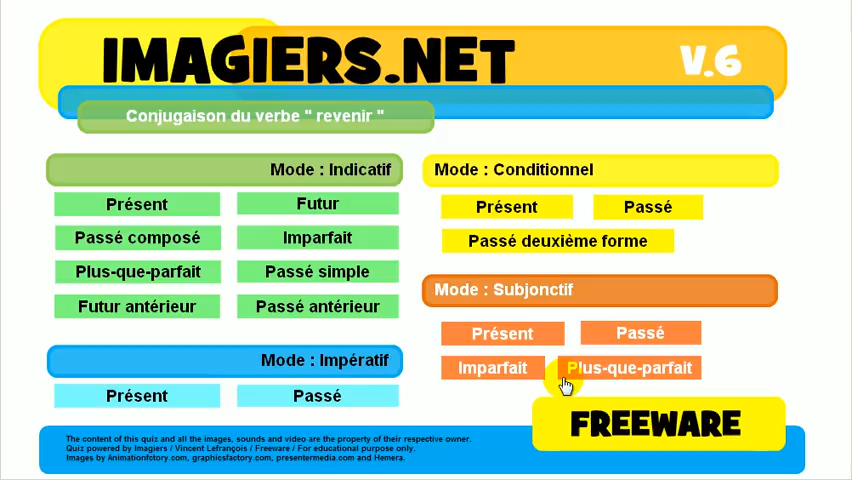 IMAGIERS.NET
V.6
Conjugaison du verbe " revenir "
Mode : Indicatif
Présent
Futur
Passé composé
Imparfait
Plus-que-parfait
Passé simple
Futur antérieur
Passé antérieur
Mode : Impératif
Présent
Passé
Mode : Conditionnel
Présent
Passé
Passé deuxième forme
Mode : Subjonctif
Présent
Passé
Imparfait
Plus-que-parfait
FREEWARE
The content of this quiz and all the images, sounds and video are the property of their respective owner.
Quiz powered by Imagiers / Vincent Lefrançois / Freeware / For educational purpose only.
Images by Animationfctory.com, graphicsfactory.com, presentermedia.com and Hemera.